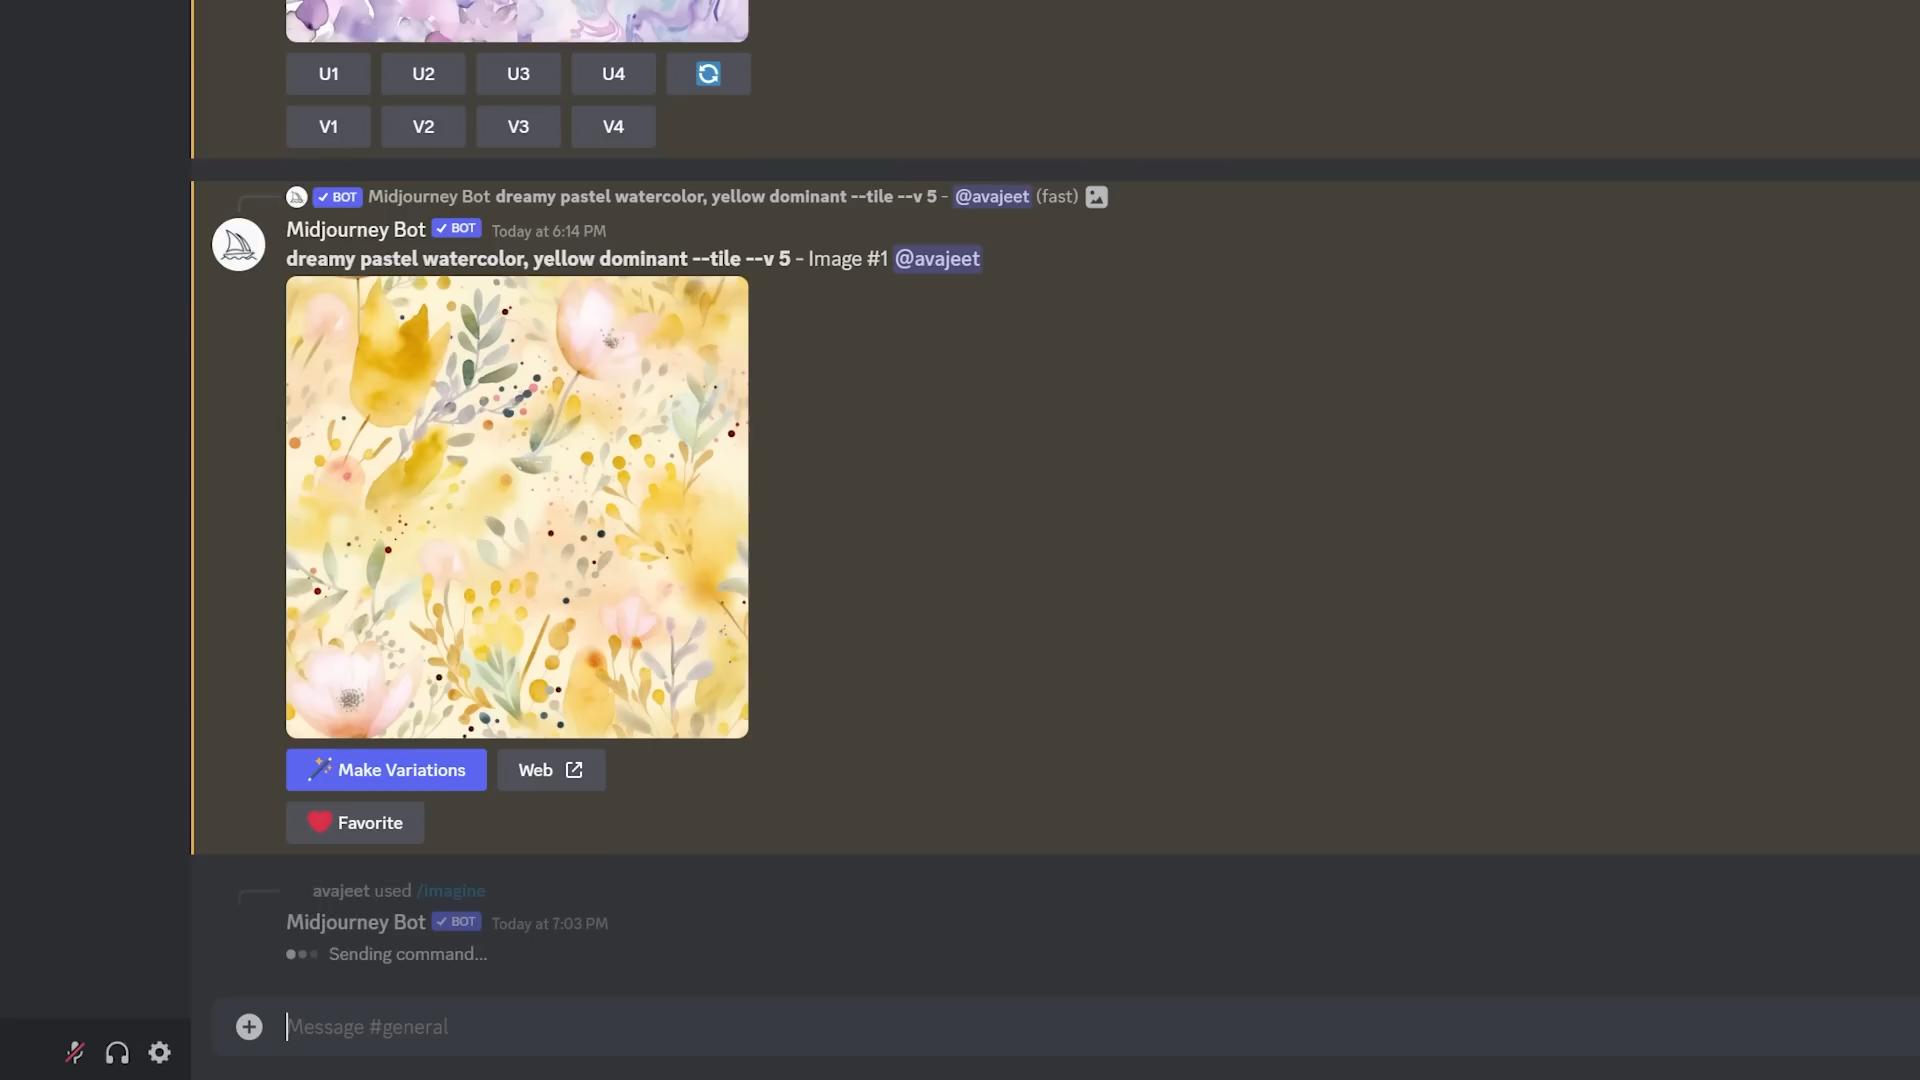 U1 U2 U3 U4
V1 V2 V3 V4
BOT Midjourney Bot dreamy pastel watercolor, yellow dominant --tile --v 5 - @avajeet (fast)
Midjourney Bot BOT Today at 6:14 PM
dreamy pastel watercolor, yellow dominant --tile --v 5 - Image #1 @avajeet
Make Variations Web
Favorite
avajeet used /imagine
Midjourney Bot BOT Today at 7:03 PM
Sending command...
Message #general